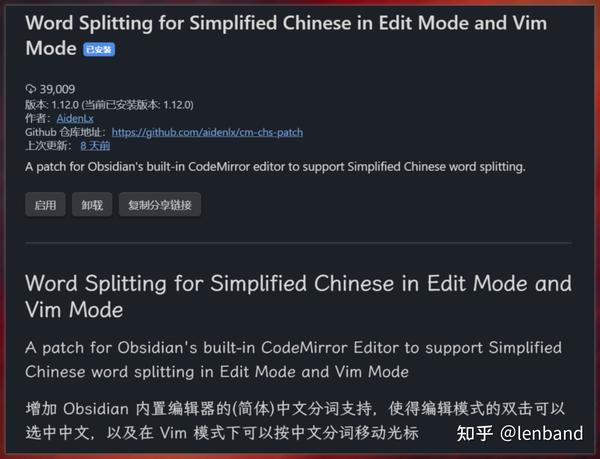 Word Splitting for Simplified Chinese in Edit Mode and Vim
Mode 已安装
39,009
版本: 1.12.0 (当前已安装版本: 1.12.0)
作者: AidenLx
Github 仓库地址: https://github.com/aidenlx/cm-chs-patch
上次更新: 8 天前
A patch for Obsidian's built-in CodeMirror editor to support Simplified Chinese word splitting.
启用 卸载 复制分享链接
Word Splitting for Simplified Chinese in Edit Mode and
Vim Mode
A patch for Obsidian's built-in CodeMirror Editor to support Simplified
Chinese word splitting in Edit Mode and Vim Mode
增加 Obsidian 内置编辑器的(简体)中文分词支持，使得编辑模式的双击可以
选中中文，以及在 Vim 模式下可以按中文分词移动光标
知乎 @lenband